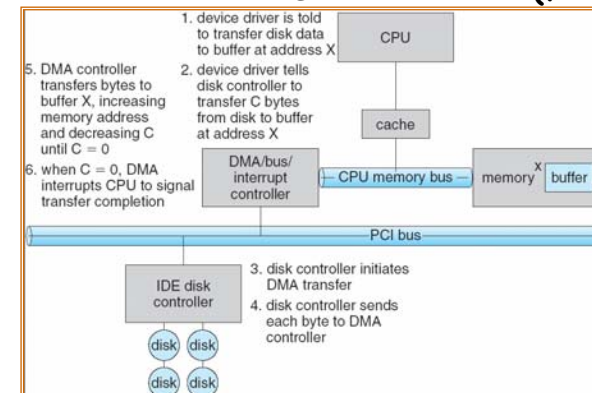 1. device driver is told
to transfer disk data
to buffer at address X
CPU
5. DMA controller
transfers bytes to
buffer X, increasing
memory address
and decreasing C
until C = 0
2. device driver tells
disk controller to
transfer C bytes
from disk to buffer
at address X
cache
6. when C = 0, DMA
interrupts CPU to signal
transfer completion
DMA/bus/
interrupt
controller
CPU memory bus
memory
X
buffer
PCI bus
IDE disk
controller
3. disk controller initiates
DMA transfer
4. disk controller sends
each byte to DMA
controller
disk disk
disk disk